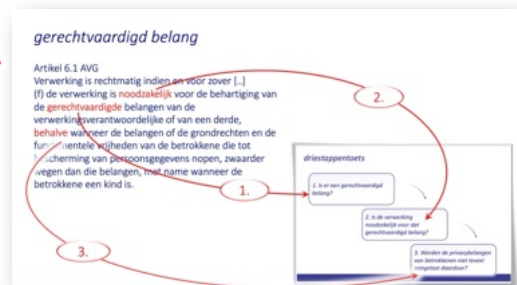 gerechtvaardigd belang
Artikel 6.1 AVG
Verwerking is rechtmatig indien en voor zover [..]
(f) de verwerking is noodzakelijk voor de behartiging van
de gerechtvaardigde belangen van de
verwerkingsverantwoordelijke of van een derde,
behalve wanneer de belangen of de grondrechten en de
fundamentele vrijheden van de betrokkene die tot
bescherming van persoonsgegevens nopen, zwaarder
wegen dan die belangen, met name wanneer de
betrokkene een kind is.
1.
2.
3.
driestappentoets
1. Is er een gerechtvaardigd
belang?
2. Is de verwerking
noodzakelijk voor dat
gerechtvaardigd belang?
3. Worden de privacybelangen
van betrokkenen niet teveel
aangetast daardoor?